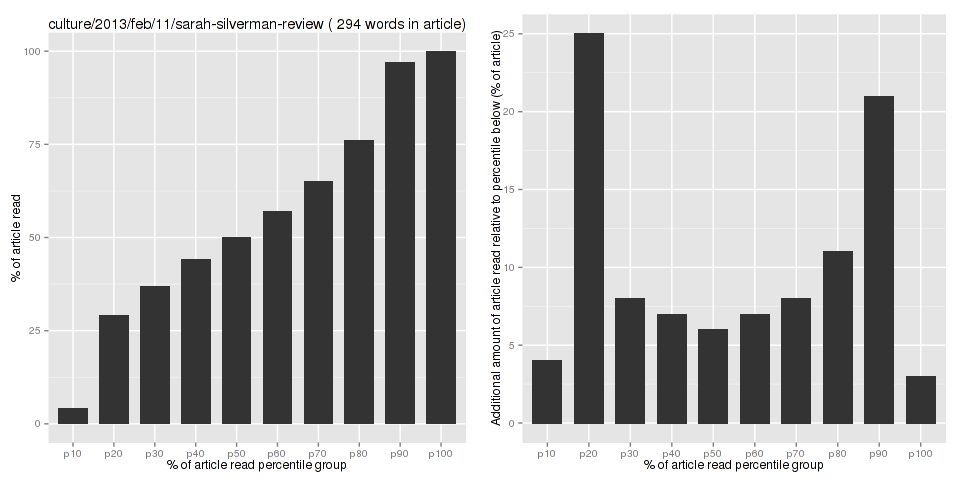 culture/2013/feb/11/sarah-silverman-review ( 294 words in article)
% of article read
100
75
50
25
0
p10 p20 p30 p40 p50 p60 p70 p80 p90 p100
% of article read percentile group
Additional amount of article read relative to percentile below (% of article)
25
20
15
10
5
0
p10 p20 p30 p40 p50 p60 p70 p80 p90 p100
% of article read percentile group